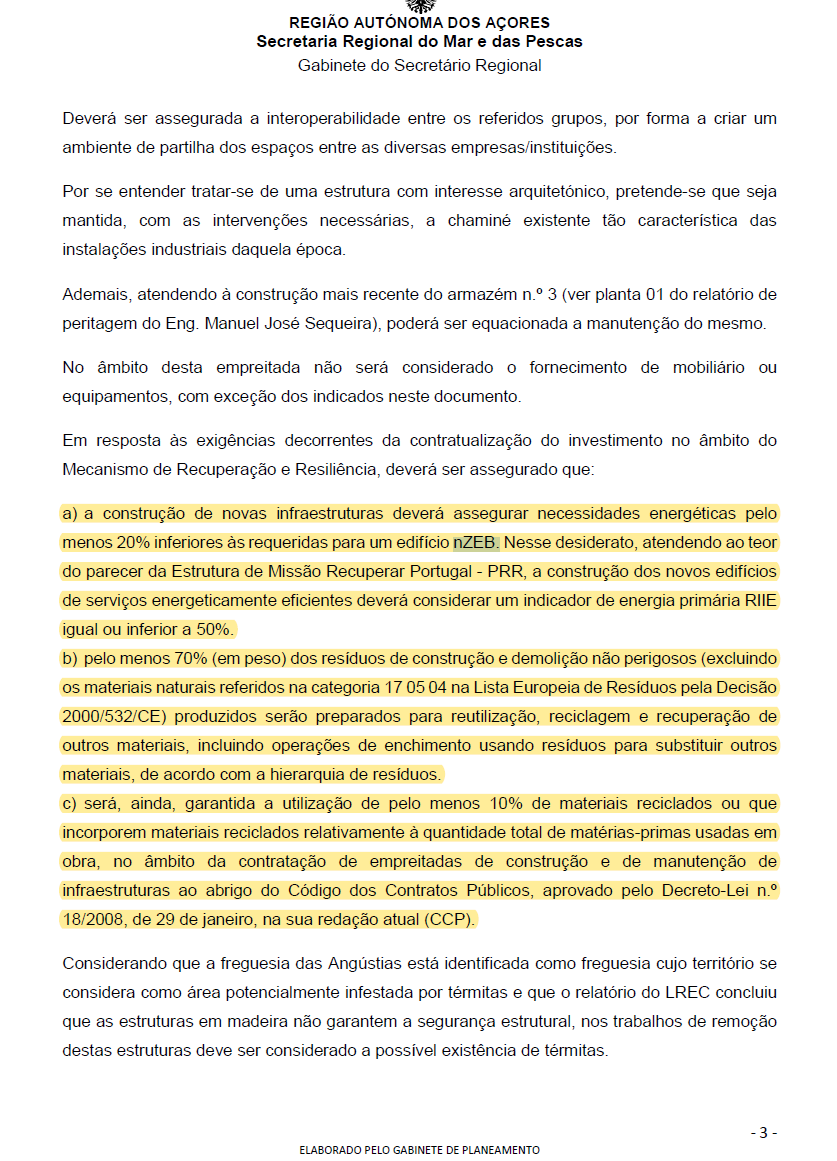 REGIÃO AUTÓNOMA DOS AÇORES
Secretaria Regional do Mar e das Pescas
Gabinete do Secretário Regional
Deverá ser assegurada a interoperabilidade entre os referidos grupos, por forma a criar um
ambiente de partilha dos espaços entre as diversas empresas/instituições.
Por se entender tratar-se de uma estrutura com interesse arquitetónico, pretende-se que seja
mantida, com as intervenções necessárias, a chaminé existente tão característica das
instalações industriais daquela época.
Ademais, atendendo à construção mais recente do armazém n.º 3 (ver planta 01 do relatório de
peritagem do Eng. Manuel José Sequeira), poderá ser equacionada a manutenção do mesmo.
No âmbito desta empreitada não será considerado o fornecimento de mobiliário ou
equipamentos, com exceção dos indicados neste documento.
Em resposta às exigências decorrentes da contratualização do investimento no âmbito do
Mecanismo de Recuperação e Resiliência, deverá ser assegurado que:
a) a construção de novas infraestruturas deverá assegurar necessidades energéticas pelo
menos 20% inferiores às requeridas para um edifício nZEB. Nesse desiderato, atendendo ao teor
do parecer da Estrutura de Missão Recuperar Portugal - PRR, a construção dos novos edifícios
de serviços energeticamente eficientes deverá considerar um indicador de energia primária RIIE
igual ou inferior a 50%.
b) pelo menos 70% (em peso) dos resíduos de construção e demolição não perigosos (excluindo
os materiais naturais referidos na categoria 17 05 04 na Lista Europeia de Resíduos pela Decisão
2000/532/CE) produzidos serão preparados para reutilização, reciclagem e recuperação de
outros materiais, incluindo operações de enchimento usando resíduos para substituir outros
materiais, de acordo com a hierarquia de resíduos.
c) será, ainda, garantida a utilização de pelo menos 10% de materiais reciclados ou que
incorporem materiais reciclados relativamente à quantidade total de matérias-primas usadas em
obra, no âmbito da contratação de empreitadas de construção e de manutenção de
infraestruturas ao abrigo do Código dos Contratos Públicos, aprovado pelo Decreto-Lei n.º
18/2008, de 29 de janeiro, na sua redação atual (CCP).
Considerando que a freguesia das Angústias está identificada como freguesia cujo território se
considera como área potencialmente infestada por térmitas e que o relatório do LREC concluiu
que as estruturas em madeira não garantem a segurança estrutural, nos trabalhos de remoção
destas estruturas deve ser considerado a possível existência de térmitas.
- 3 -
ELABORADO PELO GABINETE DE PLANEAMENTO